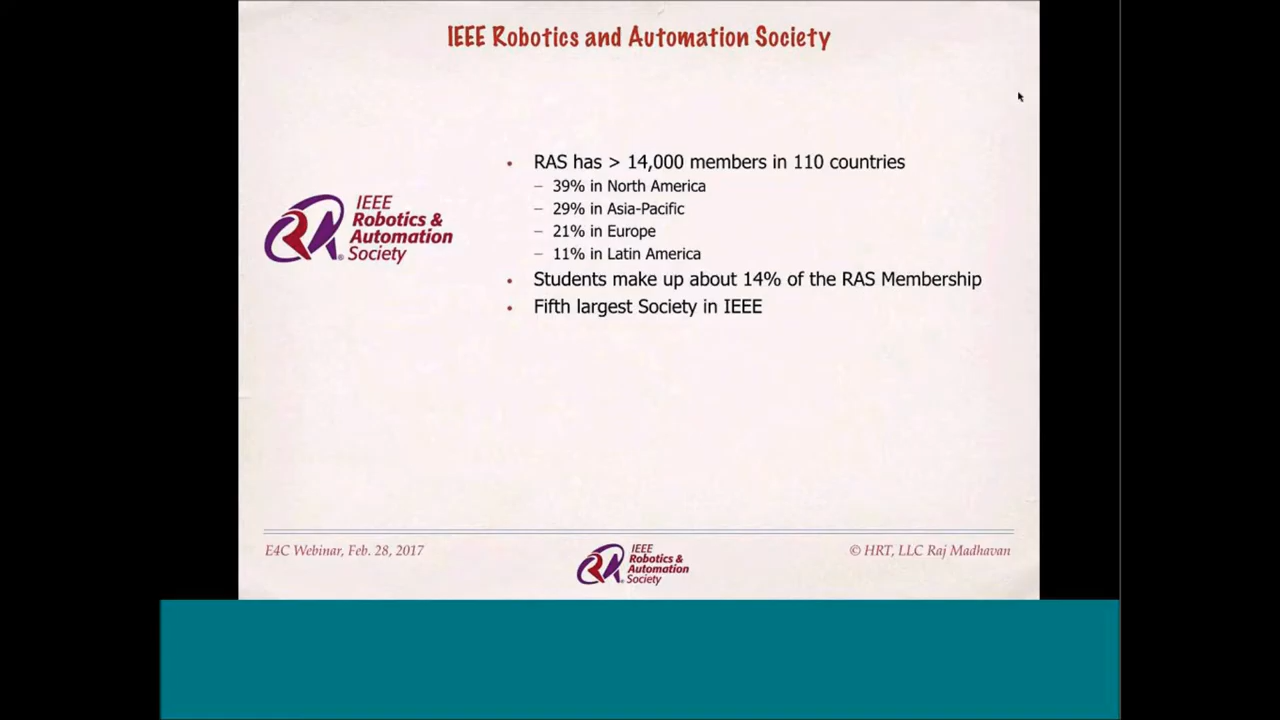 IEEE Robotics and Automation Society
IEEE
Robotics &
Automation
Society
• RAS has > 14,000 members in 110 countries
– 39% in North America
– 29% in Asia-Pacific
– 21% in Europe
– 11% in Latin America
• Students make up about 14% of the RAS Membership
• Fifth largest Society in IEEE
E4C Webinar, Feb. 28, 2017
IEEE
Robotics &
Automation
Society
© HRT, LLC Raj Madhavan